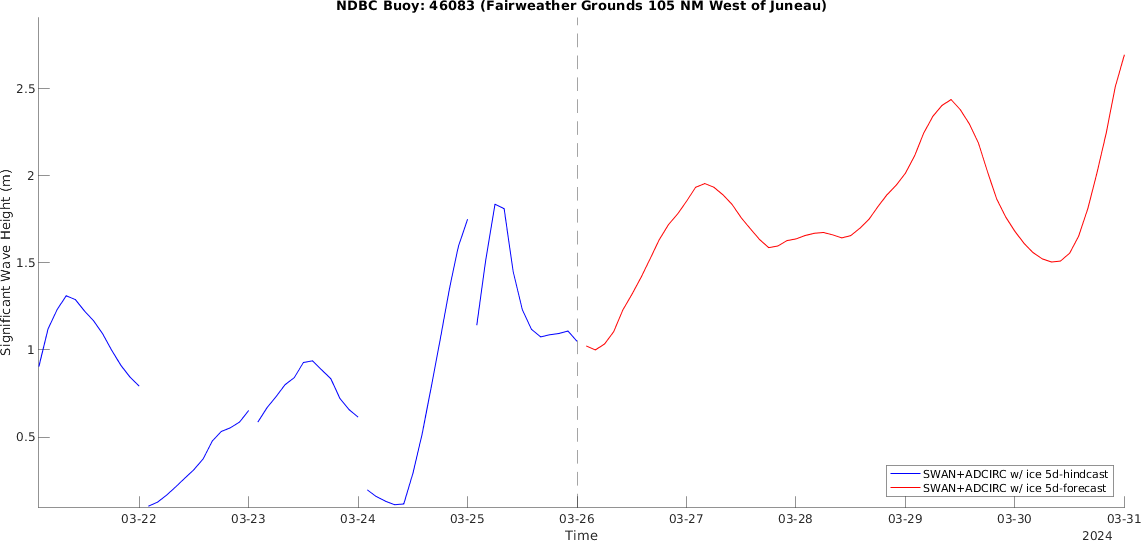 NDBC Buoy: 46083 (Fairweather Grounds 105 NM West of Juneau)
Significant Wave Height (m)
2.5
2
1.5
1
0.5
SWAN+ADCIRC w/ ice 5d-hindcast
SWAN+ADCIRC w/ ice 5d-forecast
03-22 03-23 03-24 03-25 03-26 03-27 03-28 03-29 03-30 03-31
Time
2024